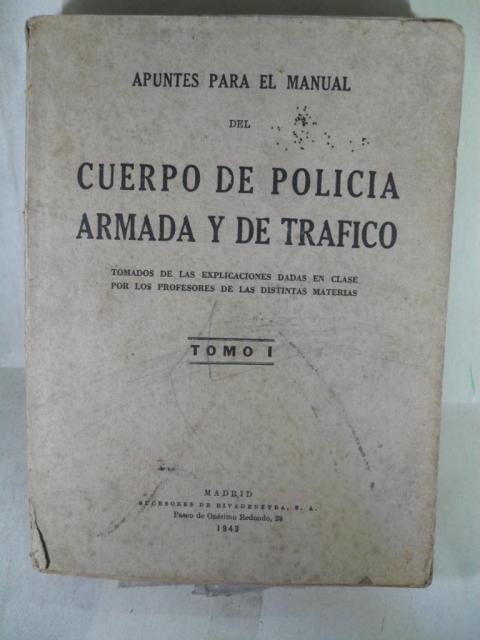 APUNTES PARA EL MANUAL
DEL
CUERPO DE POLICIA
ARMADA Y DE TRAFICO
TOMADOS DE LAS EXPLICACIONES DADAS EN CLASE
POR LOS PROFESORES DE LAS DISTINTAS MATERIAS
TOMO I
MADRID
SUCESORES DE RIVADENEYRA, S. A.
Paseo de Onésimo Redondo, 26
1942